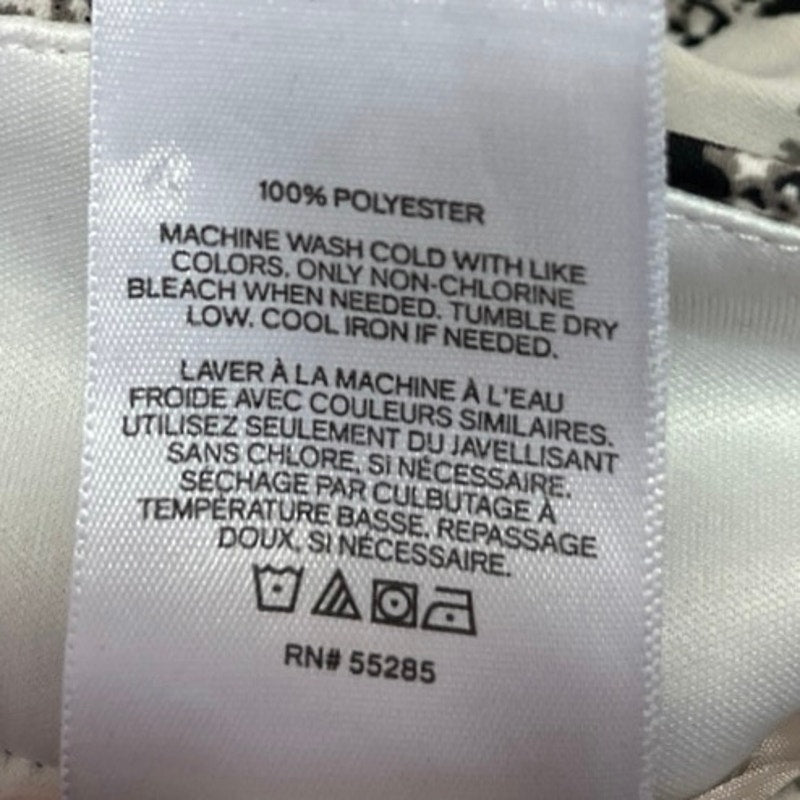 100% POLYESTER
MACHINE WASH COLD WITH LIKE
COLORS. ONLY NON-CHLORINE
BLEACH WHEN NEEDED. TUMBLE DRY
LOW. COOL IRON IF NEEDED.
LAVER À LA MACHINE À L'EAU
FROIDE AVEC COULEURS SIMILAIRES.
UTILISEZ SEULEMENT DU JAVELLISANT
SANS CHLORE, SI NÉCESSAIRE.
SÉCHAGE PAR CULBUTAGE À
TEMPÉRATURE BASSE. REPASSAGE
DOUX, SI NÉCESSAIRE.
RN# 55285